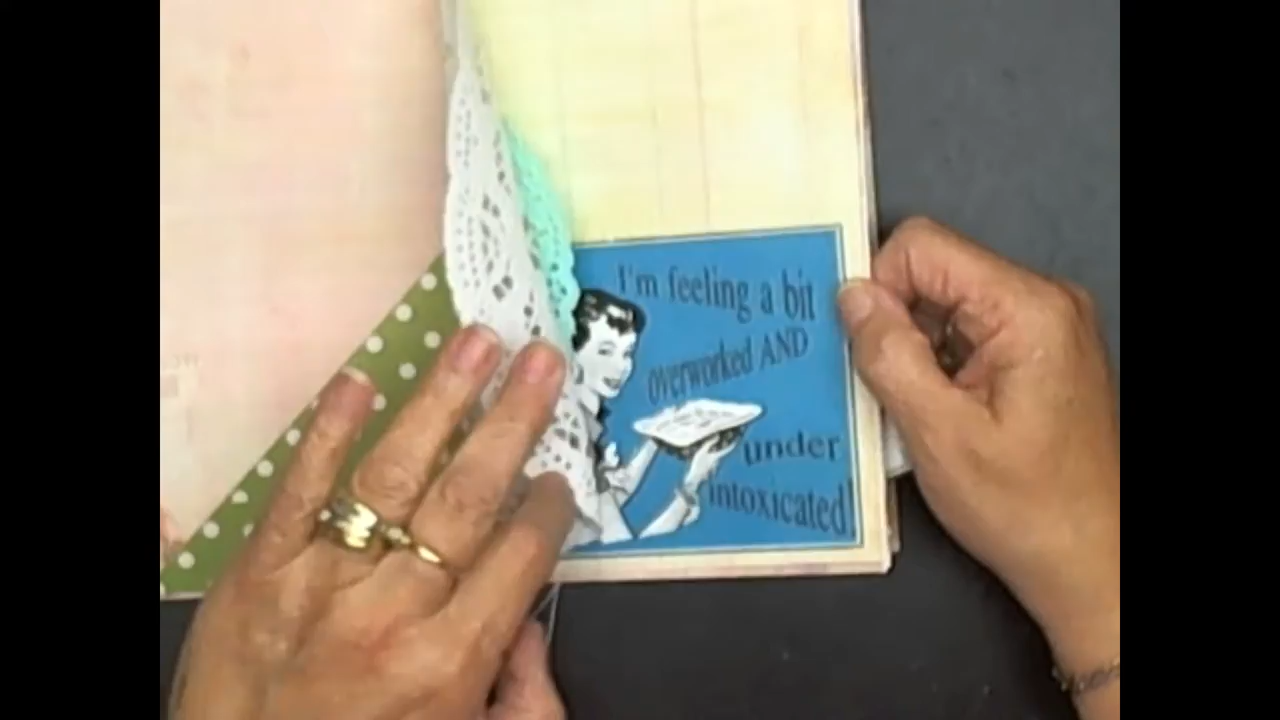 I'm feeling a bit
overworked AND
under
intoxicated!